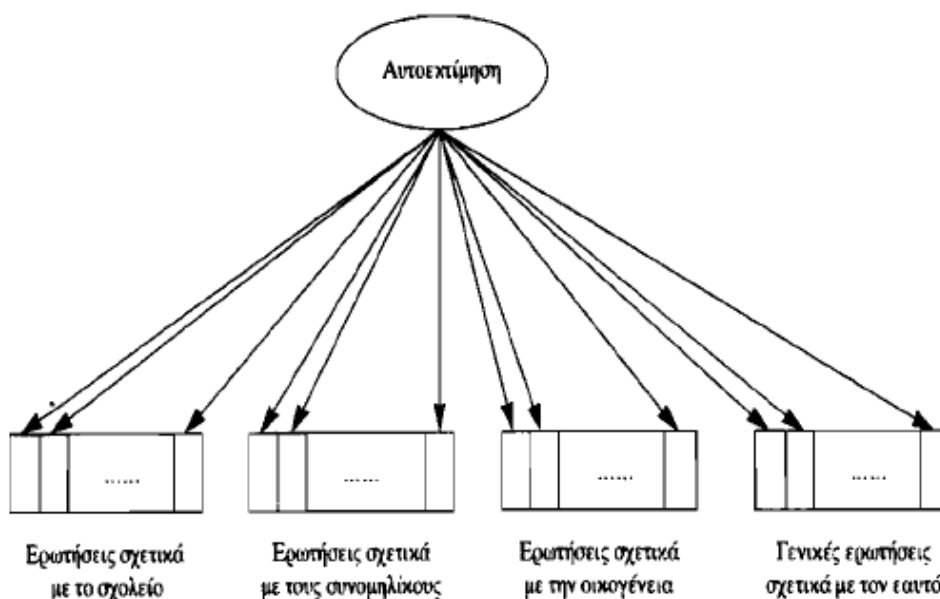 Αυτοεκτίμηση
......
......
......
......
Ερωτήσεις σχετικά
με το σχολείο
Ερωτήσεις σχετικά
με τους συνομηλίκους
Ερωτήσεις σχετικά
με την οικογένεια
Γενικές ερωτήσεις
σχετικά με τον εαυτό